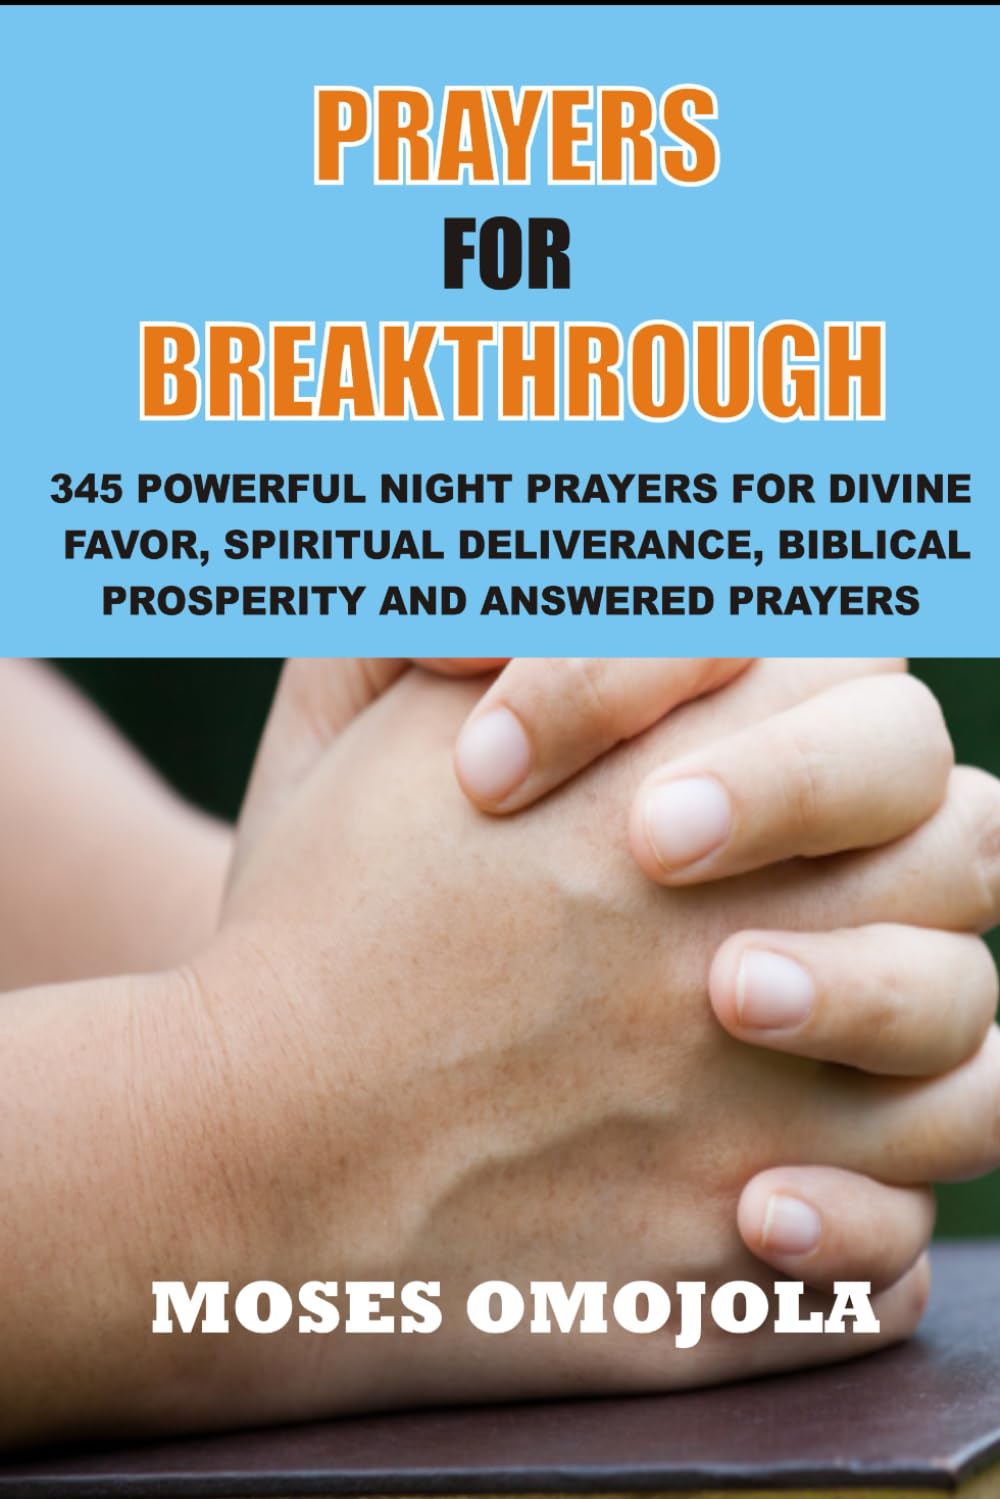 PRAYERS
FOR
BREAKTHROUGH
345 POWERFUL NIGHT PRAYERS FOR DIVINE
FAVOR, SPIRITUAL DELIVERANCE, BIBLICAL
PROSPERITY AND ANSWERED PRAYERS
MOSES OMOJOLA